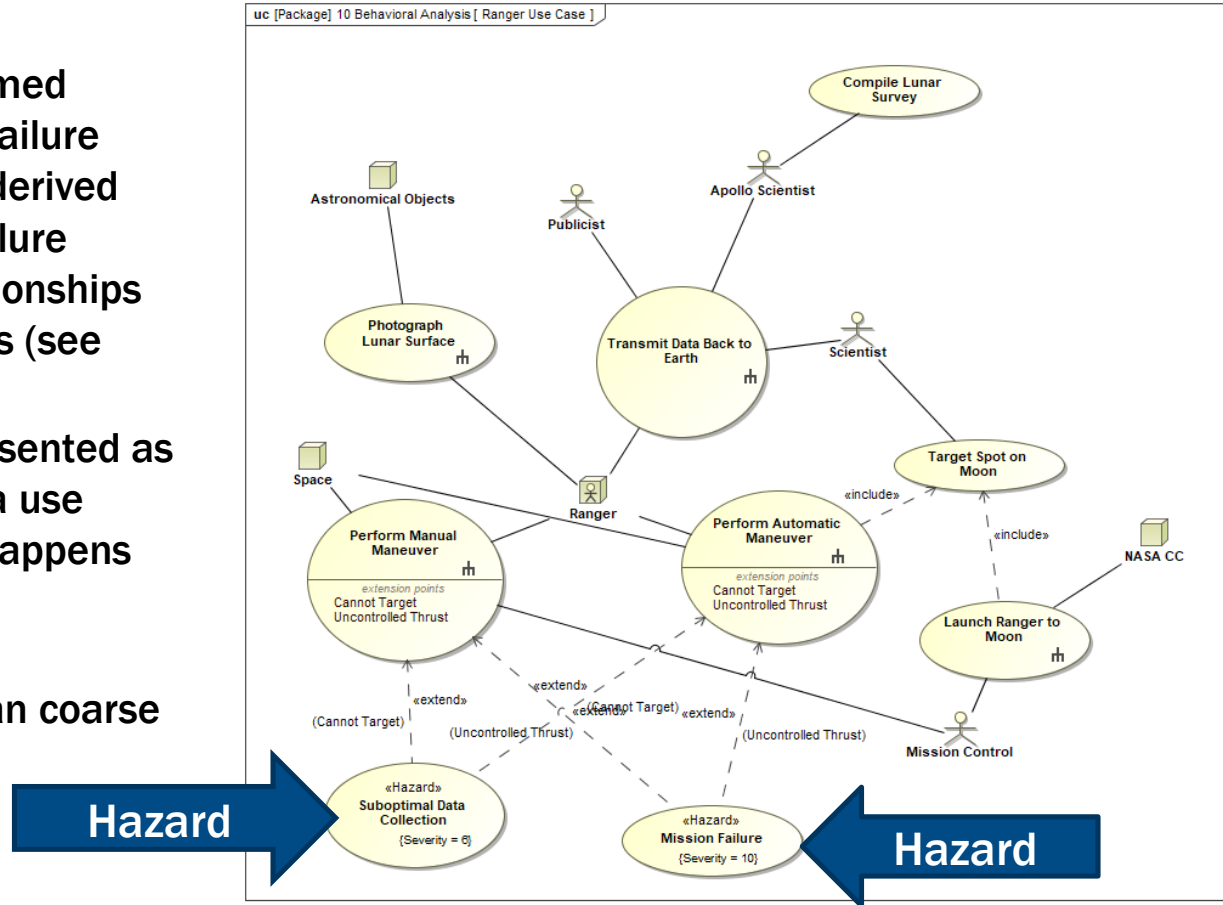 uc [Package] 10 Behavioral Analysis [ Ranger Use Case ]
med
ailure
derived
lure
ionships
s (see
sented as
a use
appens
an coarse
Compile Lunar
Survey
Apollo Scientist
Astronomical Objects
Publicist
Photograph
Lunar Surface
Transmit Data Back to
Earth
Scientist
Target Spot on
Moon
Space
Ranger
«include»
«include»
NASA CC
Perform Manual
Maneuver
extension points
Cannot Target
Uncontrolled Thrust
Perform Automatic
Maneuver
extension points
Cannot Target
Uncontrolled Thrust
Launch Ranger to
Moon
Mission Control
«extend»
(Cannot Target)
«extend»
(Uncontrolled Thrust)
«extend»
(Cannot Target)
«extend»
(Uncontrolled Thrust)
«Hazard»
Suboptimal Data
Collection
{Severity = 6}
«Hazard»
Mission Failure
{Severity = 10}
Hazard
Hazard